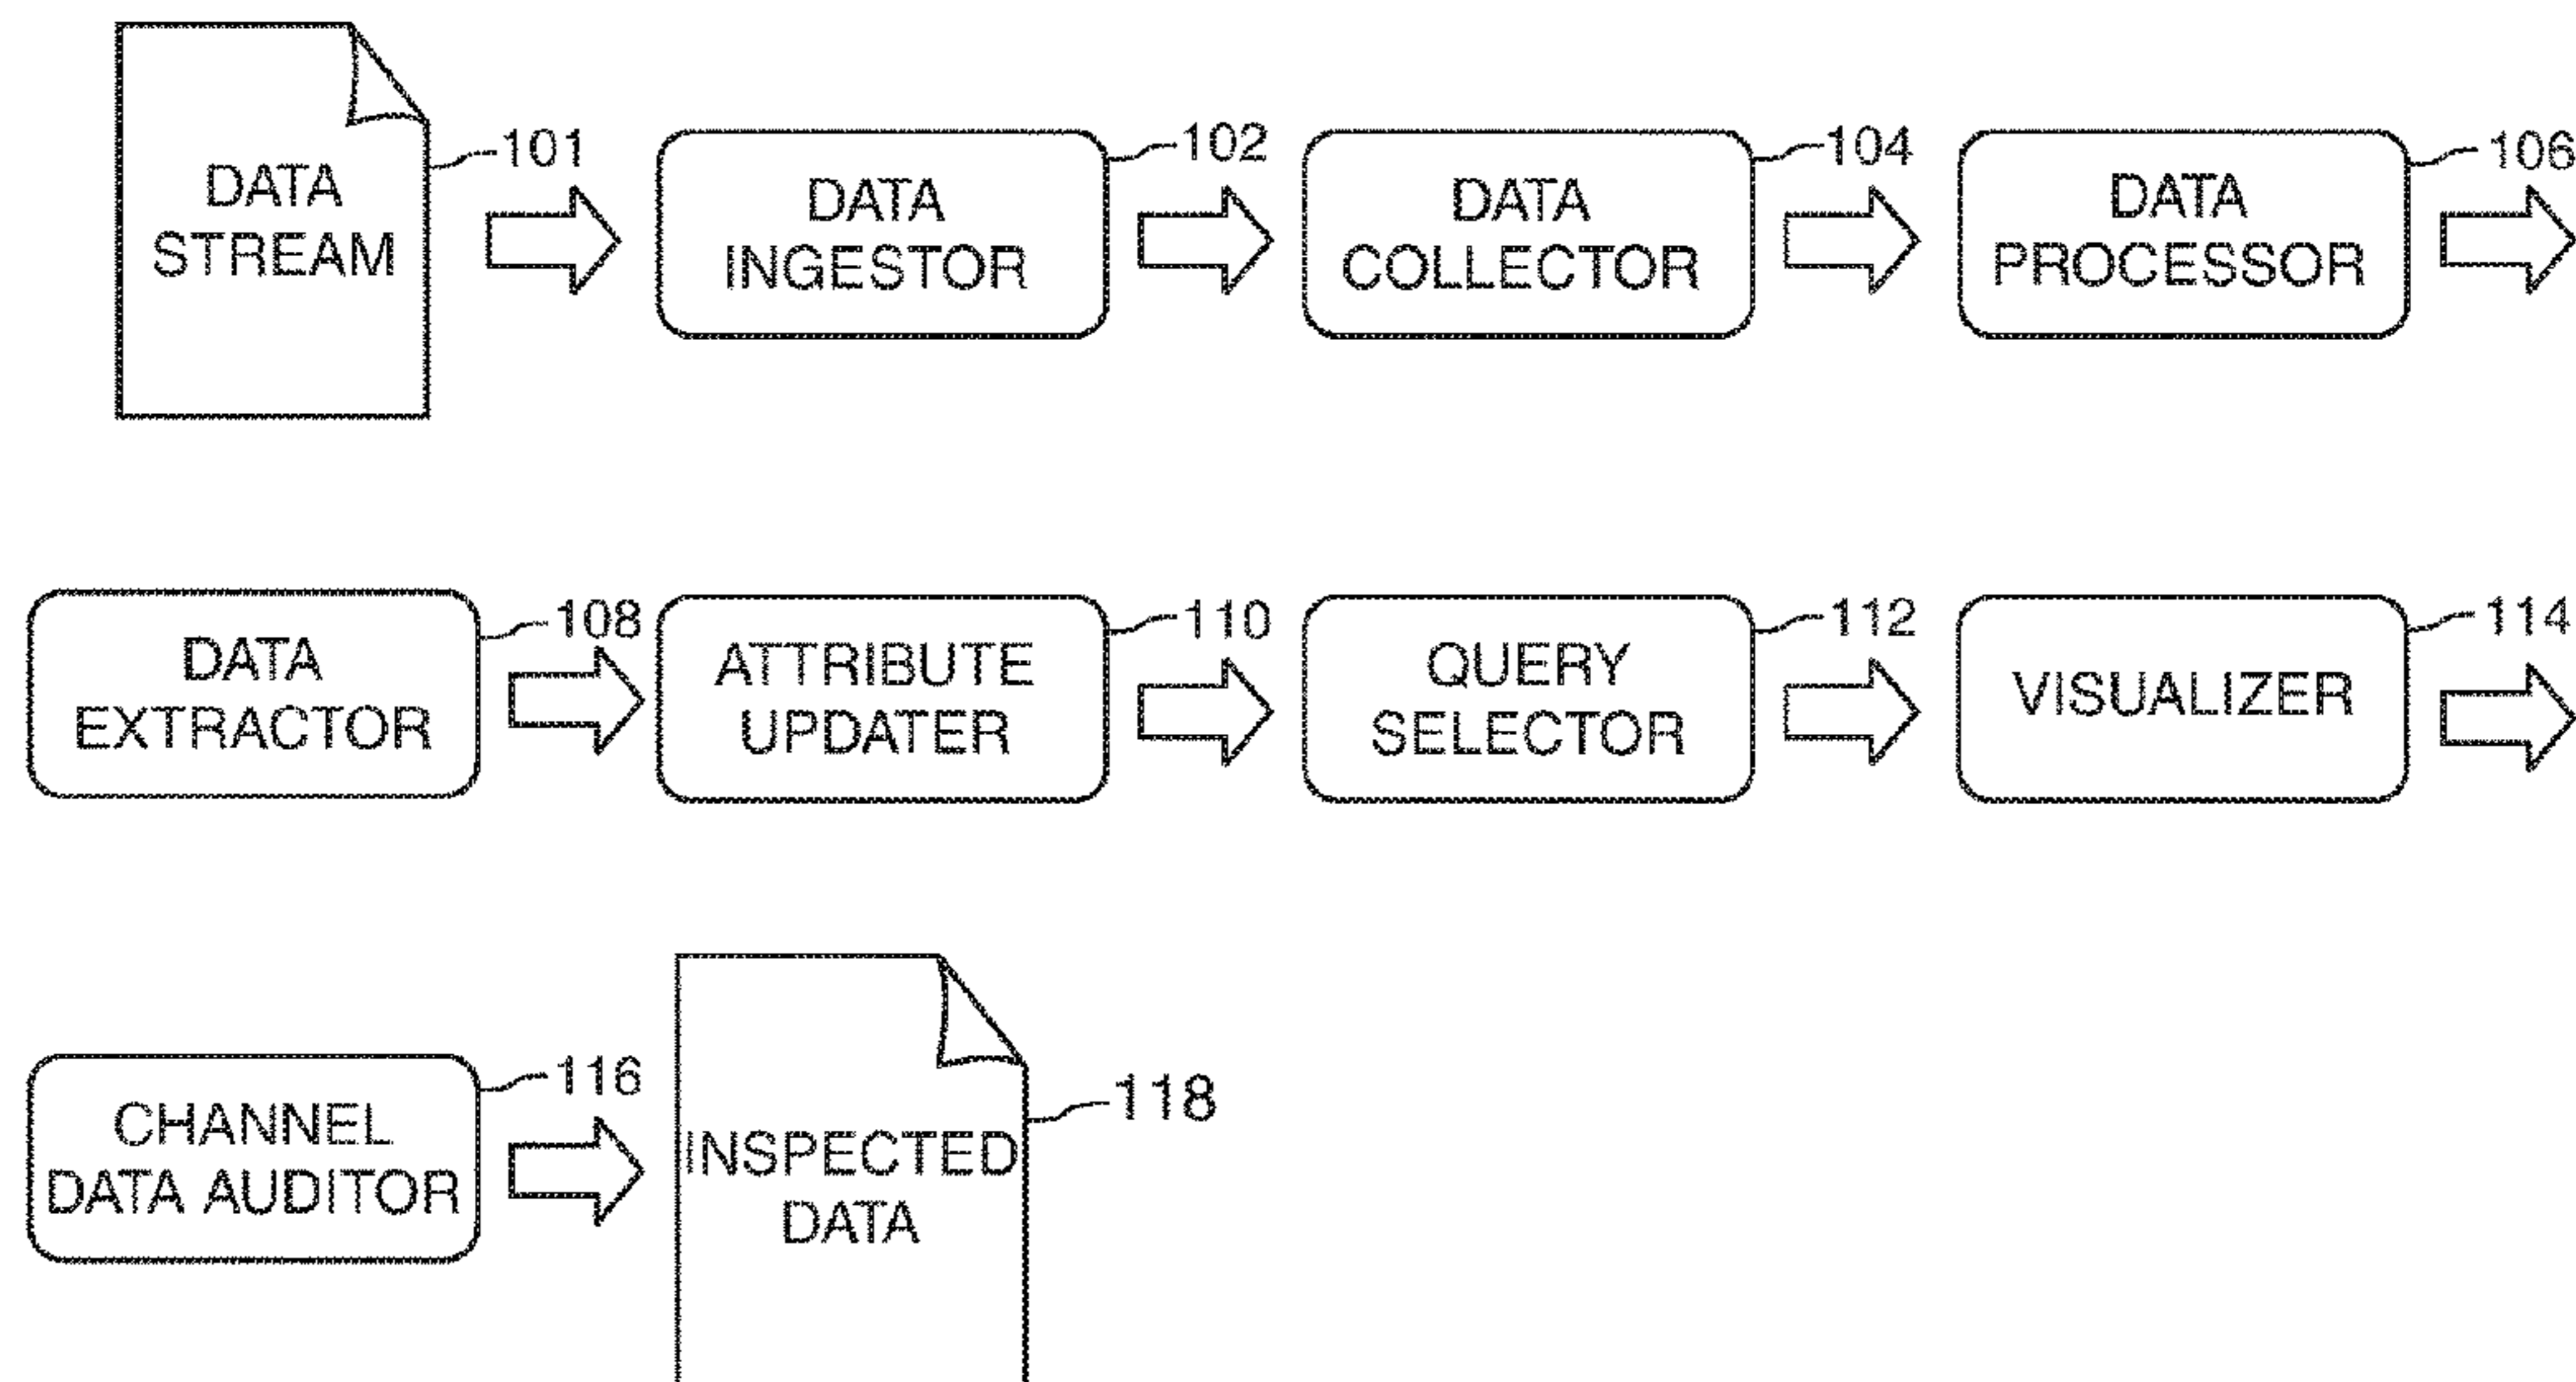 DATA
STREAM
101
DATA
INGESTOR
102
DATA
COLLECTOR
104
DATA
PROCESSOR
106
DATA
EXTRACTOR
108
ATTRIBUTE
UPDATER
110
QUERY
SELECTOR
112
VISUALIZER
114
CHANNEL
DATA AUDITOR
116
INSPECTED
DATA
118